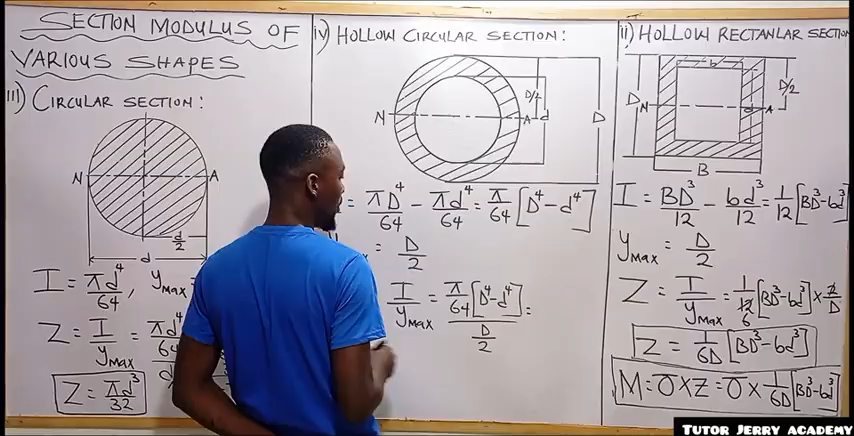 SECTION MODULUS OF
VARIOUS SHAPES
iii) CIRCULAR SECTION:
N A
d/2
d
I = πd⁴/64, yMax =
Z = I/yMax = πd⁴/64
Z = πd³/32
iv) HOLLOW CIRCULAR SECTION:
D/2
N A d D
= πD⁴/64 - πd⁴/64 = π/64 [D⁴-d⁴]
= D/2
I/yMax = π/64 [D⁴-d⁴] / D/2 =
ii) HOLLOW RECTANLAR SECTION
b
D/2
D N d A
B
I = BD³/12 - bd³/12 = 1/12 [BD³-bd³]
yMax = D/2
Z = I/yMax = 1/12 6 [BD³-bd³] × 2/D
Z = 1/6D [BD³-bd³]
M = σ × Z = σ × 1/6D [BD³-bd³]
TUTOR JERRY ACADEMY